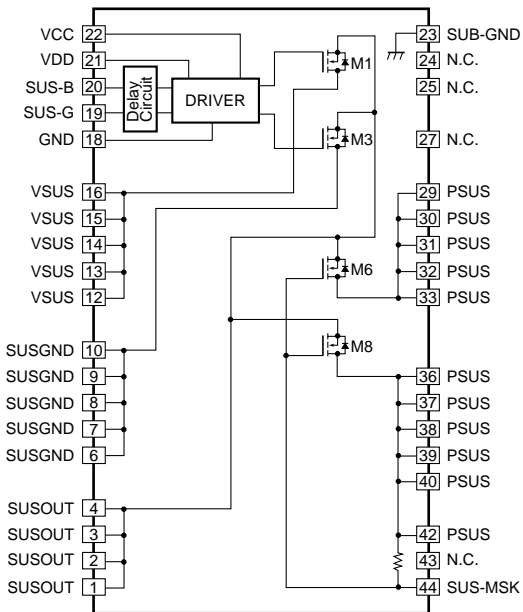 VCC 22
VDD 21
SUS-B 20
SUS-G 19
GND 18
VSUS 16
VSUS 15
VSUS 14
VSUS 13
VSUS 12
SUSGND 10
SUSGND 9
SUSGND 8
SUSGND 7
SUSGND 6
SUSOUT 4
SUSOUT 3
SUSOUT 2
SUSOUT 1
Delay
Circuit
DRIVER
M1
M3
M6
M8
23 SUB-GND
24 N.C.
25 N.C.
27 N.C.
29 PSUS
30 PSUS
31 PSUS
32 PSUS
33 PSUS
36 PSUS
37 PSUS
38 PSUS
39 PSUS
40 PSUS
42 PSUS
43 N.C.
44 SUS-MSK